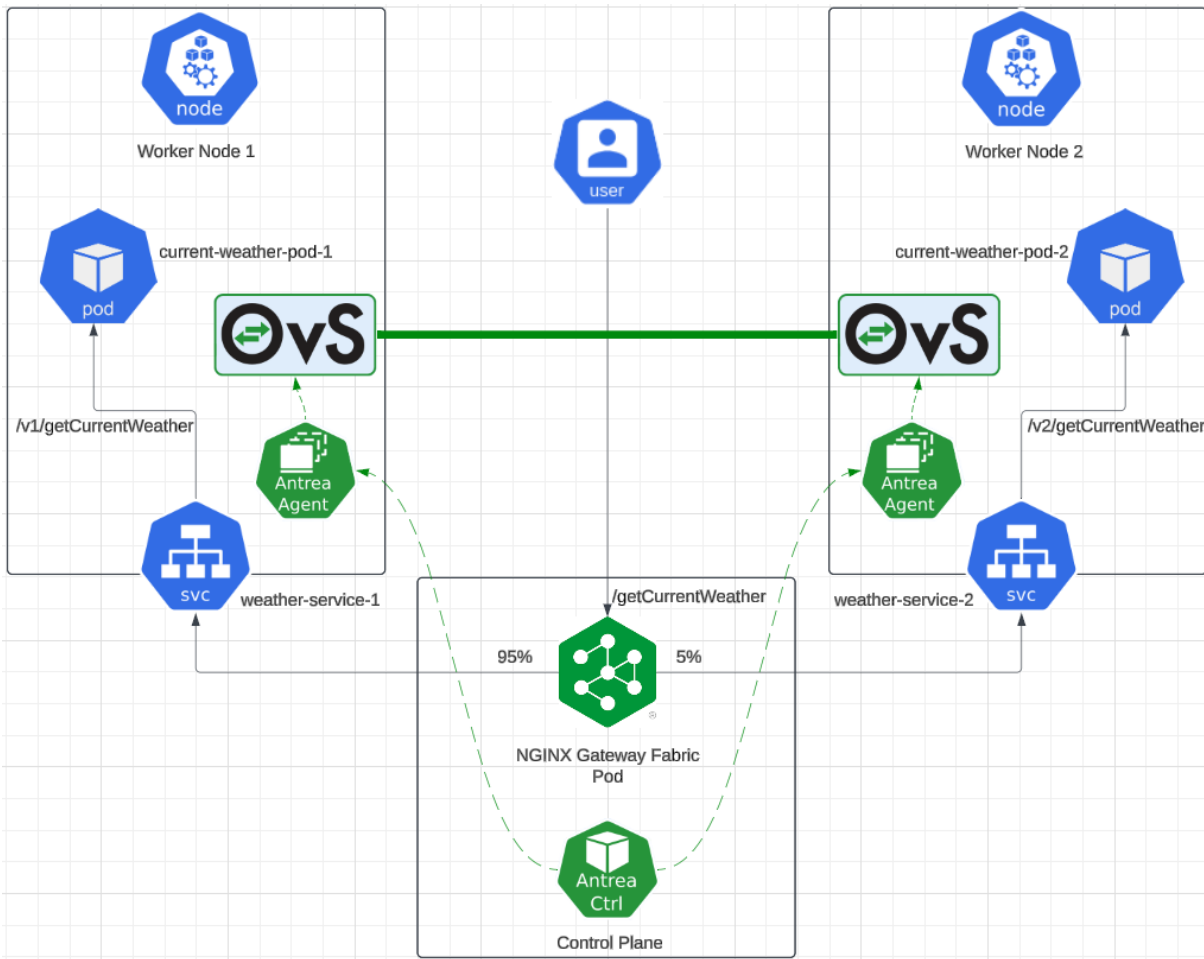 node
Worker Node 1
node
Worker Node 2
user
current-weather-pod-1
pod
current-weather-pod-2
pod
OvS
OvS
/v1/getCurrentWeather
/v2/getCurrentWeather
Antrea
Agent
Antrea
Agent
svc
weather-service-1
weather-service-2
svc
/getCurrentWeather
95%
5%
®
NGINX Gateway Fabric
Pod
Antrea
Ctrl
Control Plane